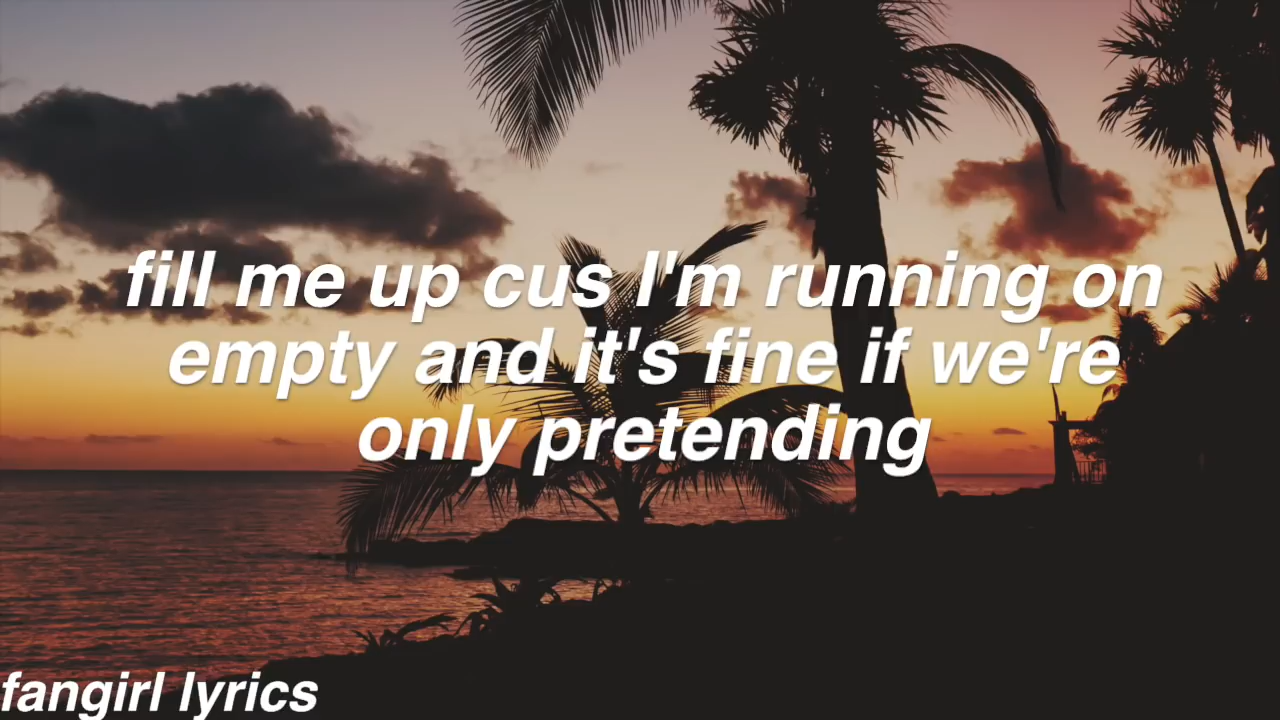 fill me up cus I'm running on
empty and it's fine if we're
only pretending
fangirl lyrics